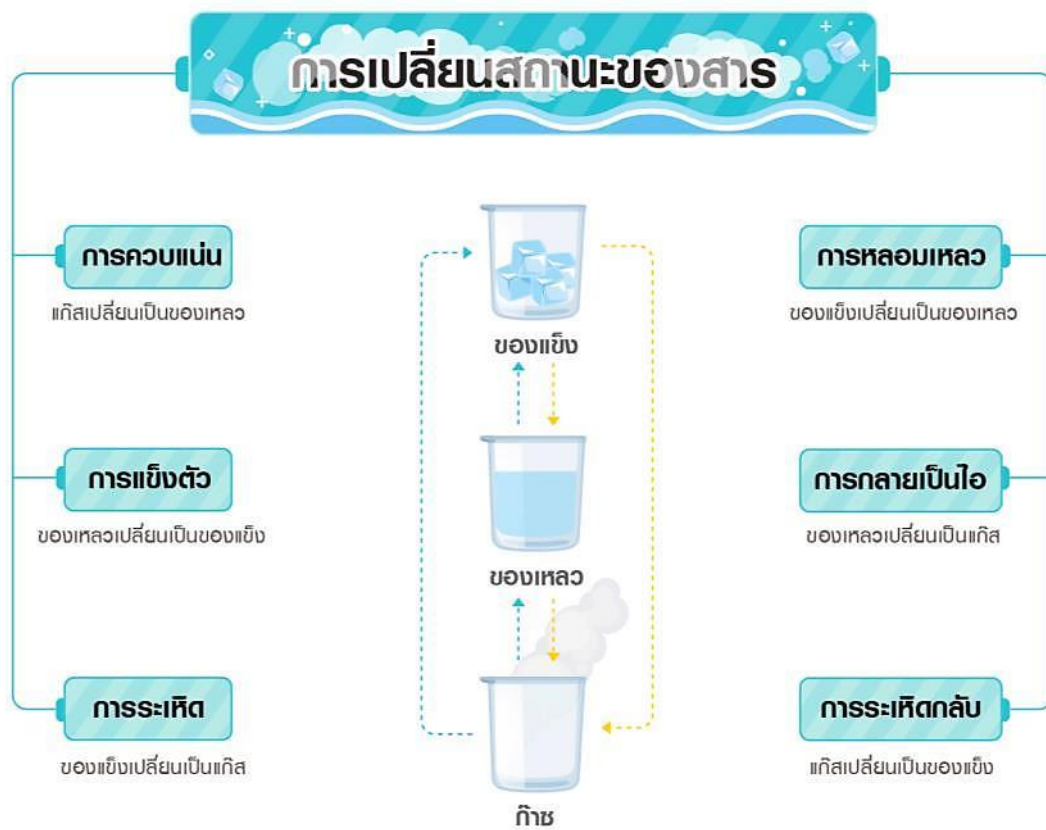 การเปลี่ยนสถานะของสาร
การควบแน่น
แก๊สเปลี่ยนเป็นของเหลว
การแข็งตัว
ของเหลวเปลี่ยนเป็นของแข็ง
การระเหิด
ของแข็งเปลี่ยนเป็นแก๊ส
ของแข็ง
ของเหลว
ก๊าซ
การหลอมเหลว
ของแข็งเปลี่ยนเป็นของเหลว
การกลายเป็นไอ
ของเหลวเปลี่ยนเป็นแก๊ส
การระเหิดกลับ
แก๊สเปลี่ยนเป็นของแข็ง